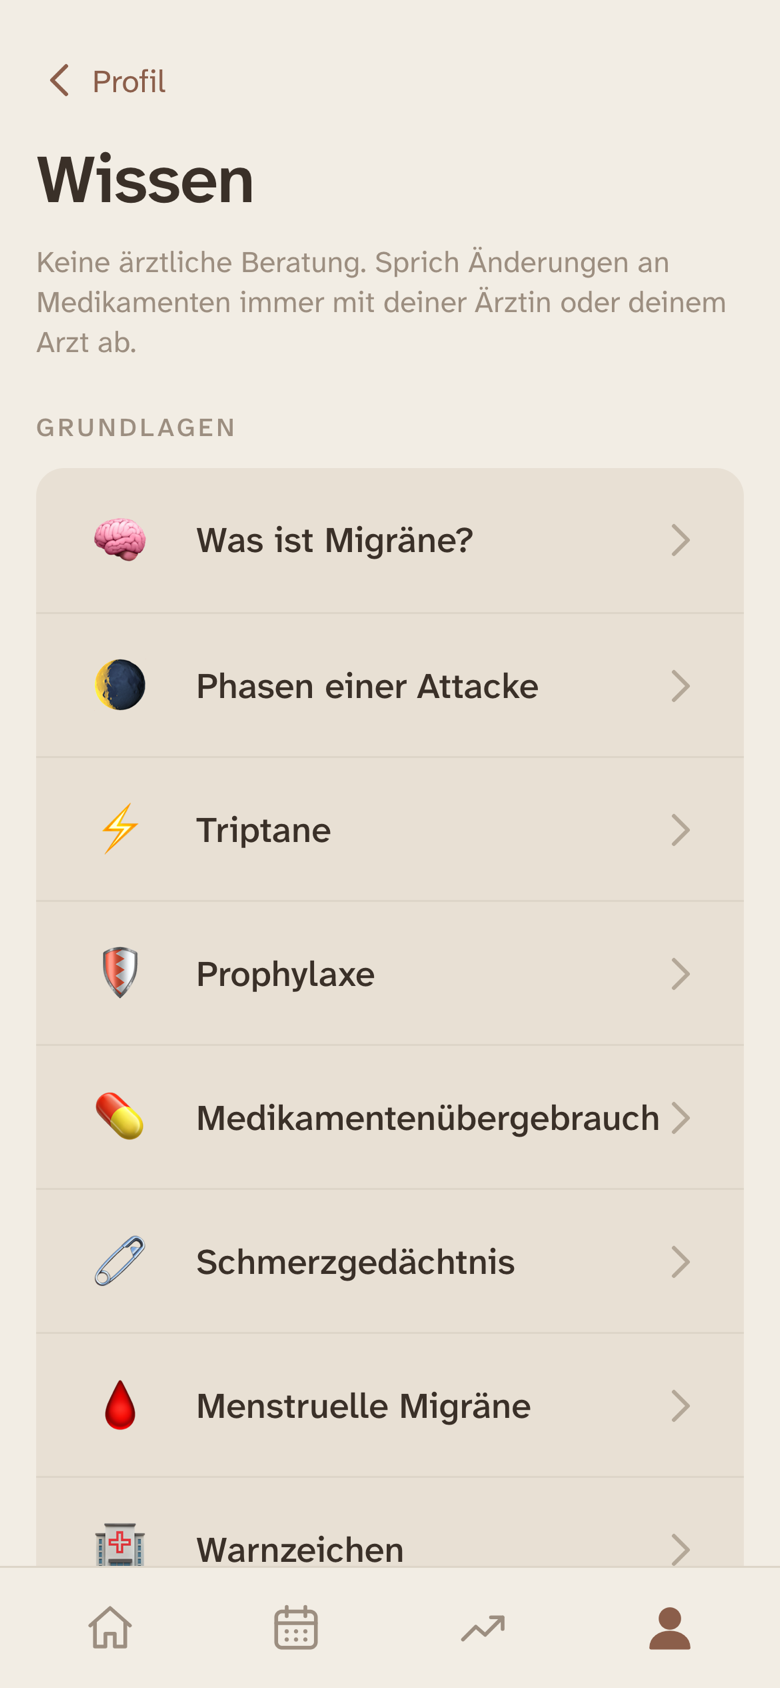 Profil
Wissen
Keine ärztliche Beratung. Sprich Änderungen an
Medikamenten immer mit deiner Ärztin oder deinem
Arzt ab.
GRUNDLAGEN
Was ist Migräne?
Phasen einer Attacke
Triptane
Prophylaxe
Medikamentenübergebrauch
Schmerzgedächtnis
Menstruelle Migräne
Warnzeichen